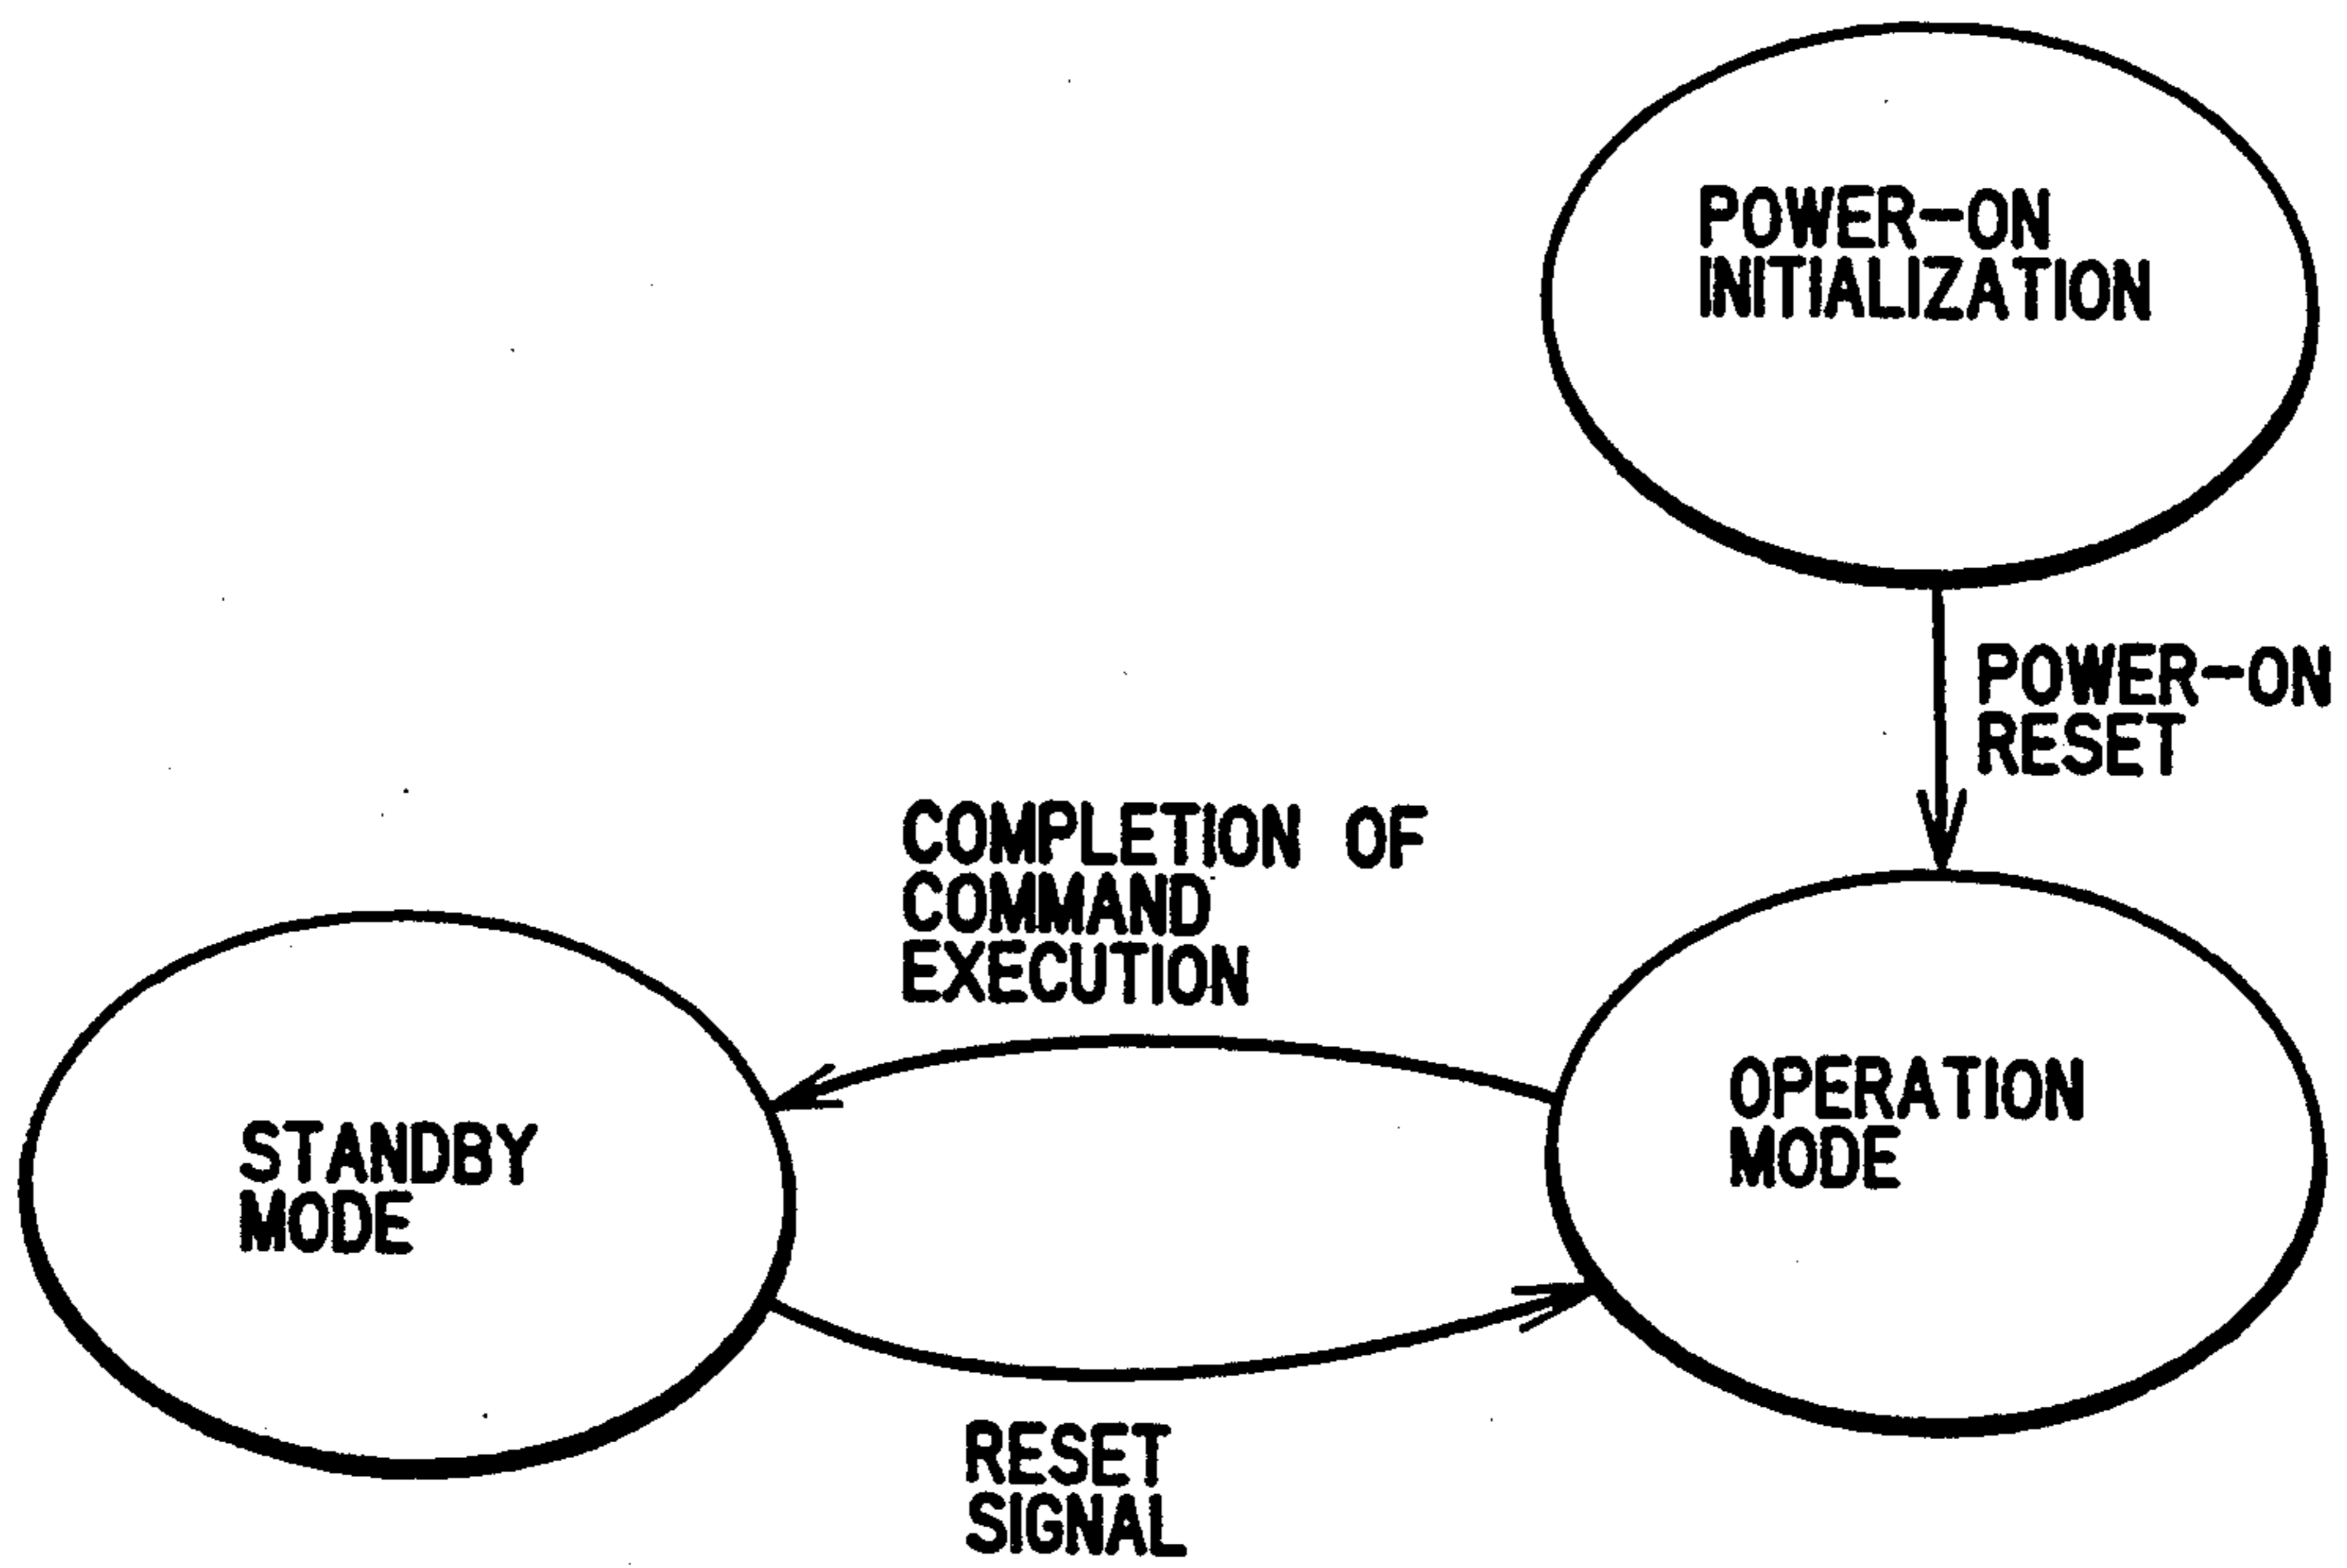 POWER-ON
INITIALIZATION
POWER-ON
RESET
COMPLETION OF
COMMAND
EXECUTION
OPERATION
MODE
STANDBY
MODE
RESET
SIGNAL